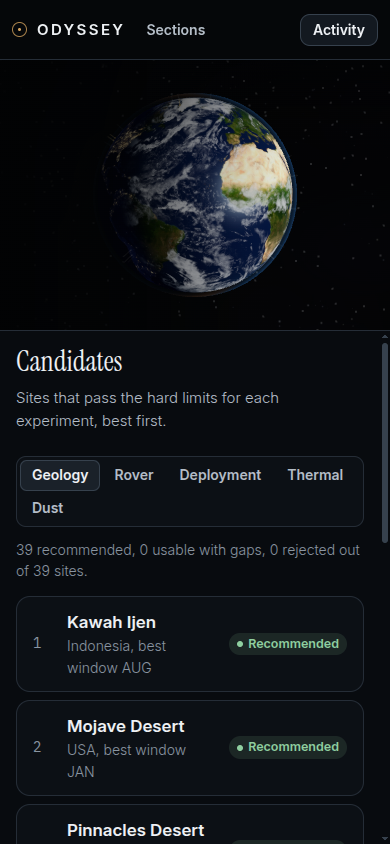 ODYSSEY Sections Activity
Candidates
Sites that pass the hard limits for each
experiment, best first.
Geology Rover Deployment Thermal
Dust
39 recommended, 0 usable with gaps, 0 rejected out
of 39 sites.
1 Kawah Ijen
Indonesia, best
window AUG
Recommended
2 Mojave Desert
USA, best window
JAN
Recommended
Pinnacles Desert